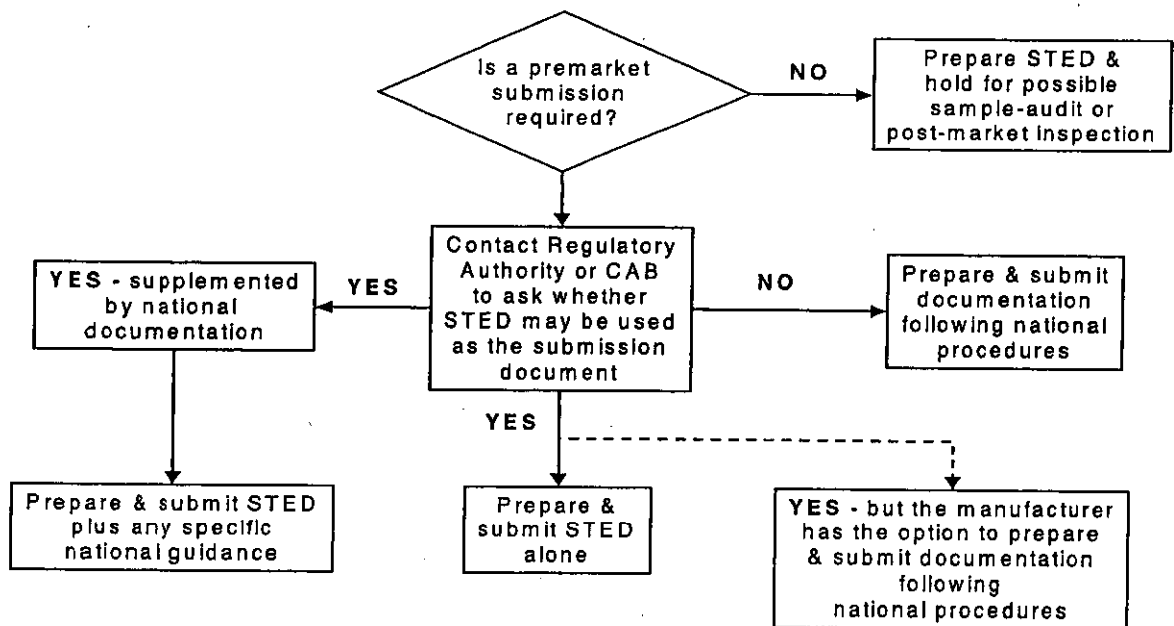 Is a premarket
submission
required?
NO
Prepare STED &
hold for possible
sample-audit or
post-market inspection
Contact Regulatory
Authority or CAB
to ask whether
STED may be used
as the submission
document
YES
YES - supplemented
by national
documentation
NO
Prepare & submit
documentation
following national
procedures
YES
Prepare & submit STED
plus any specific
national guidance
Prepare &
submit STED
alone
YES - but the manufacturer
has the option to prepare
& submit documentation
following
national procedures